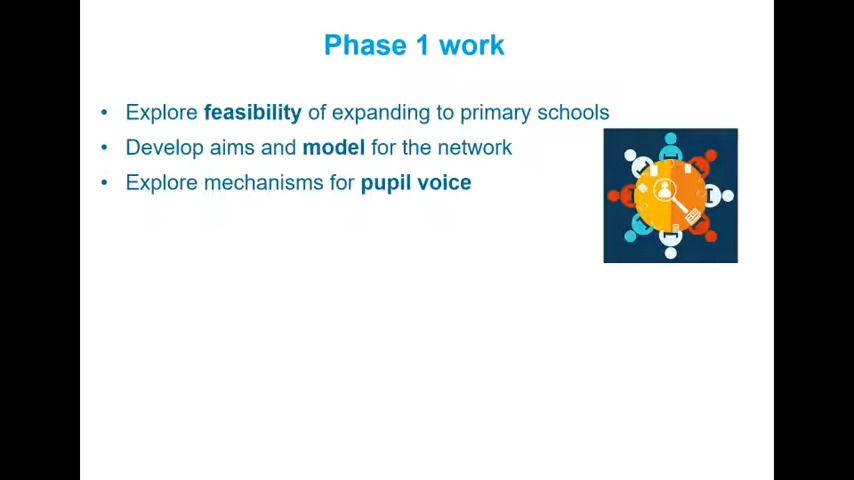 Phase 1 work
• Explore feasibility of expanding to primary schools
• Develop aims and model for the network
• Explore mechanisms for pupil voice